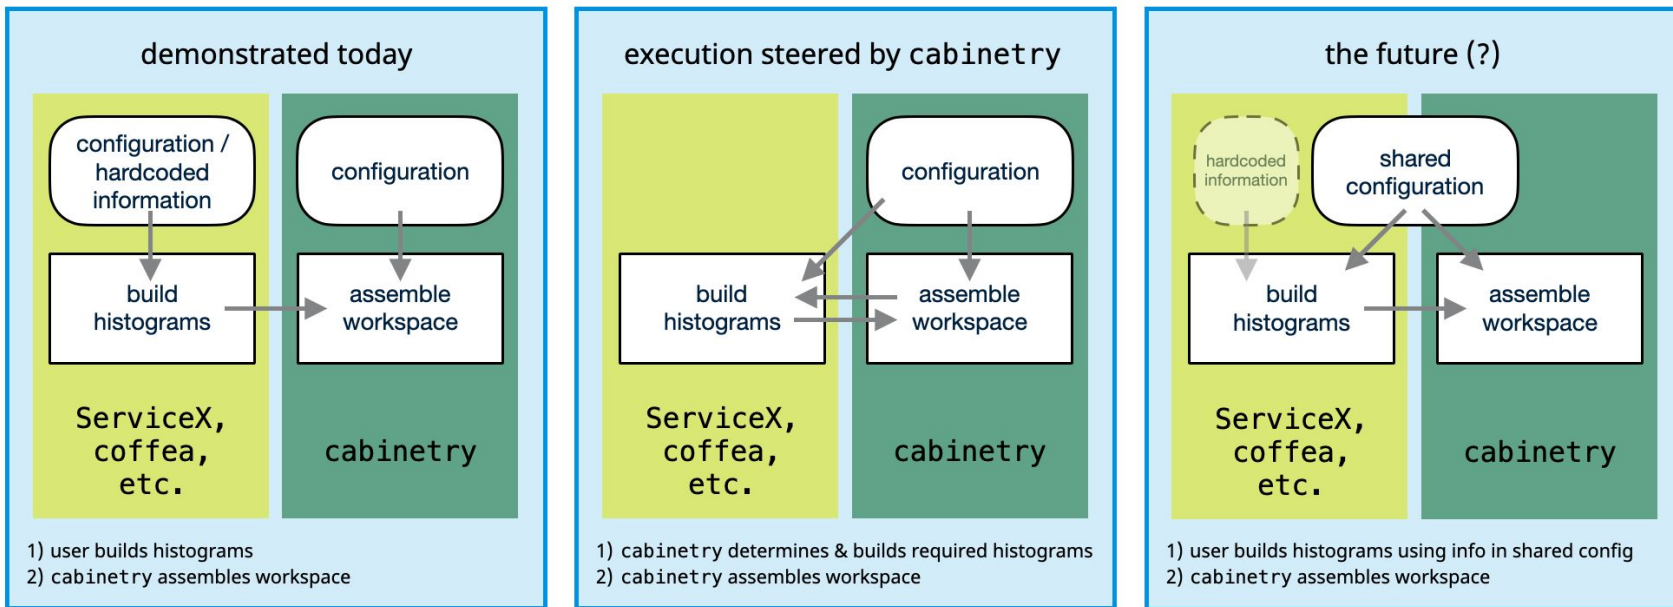 demonstrated today
configuration /
hardcoded
information
configuration
build
histograms
assemble
workspace
ServiceX,
coffea,
etc.
cabinetry
1) user builds histograms
2) cabinetry assembles workspace
execution steered by cabinetry
configuration
build
histograms
assemble
workspace
ServiceX,
coffea,
etc.
cabinetry
1) cabinetry determines & builds required histograms
2) cabinetry assembles workspace
the future (?)
hardcoded
information
shared
configuration
build
histograms
assemble
workspace
ServiceX,
coffea,
etc.
cabinetry
1) user builds histograms using info in shared config
2) cabinetry assembles workspace